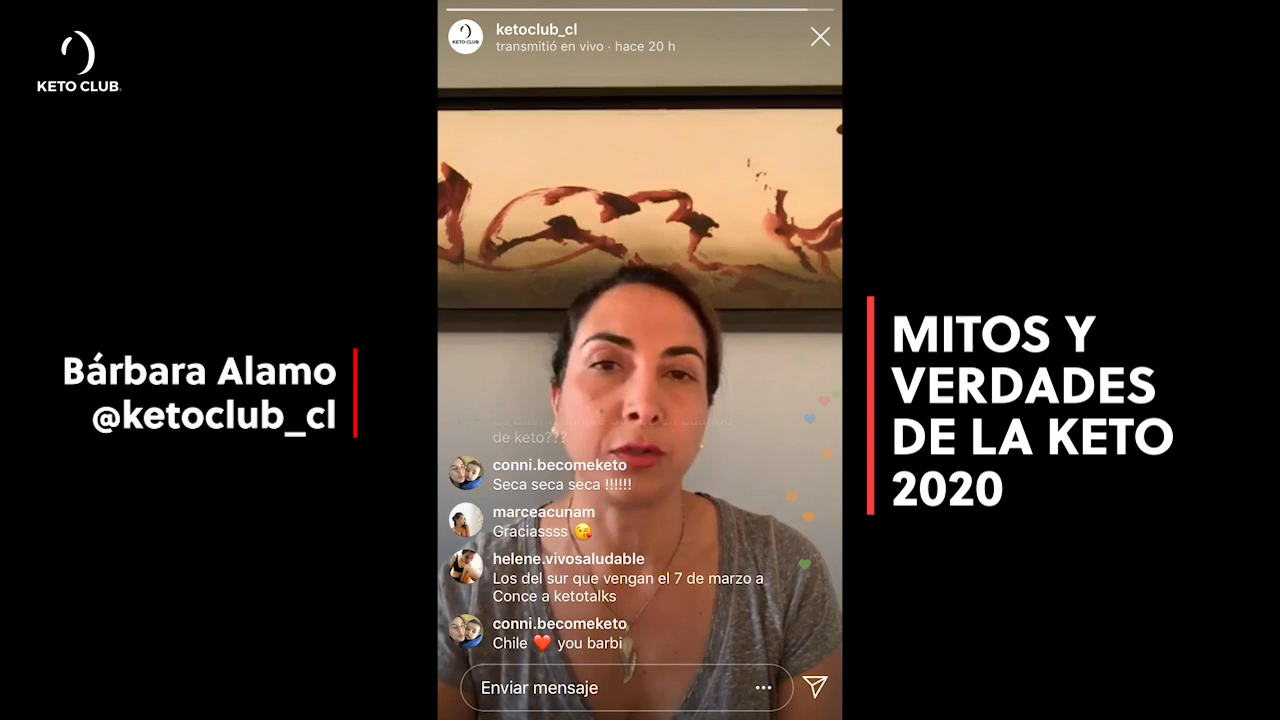 KETO CLUB
ketoclub_cl
transmitió en vivo · hace 20 h
KETO CLUB
Bárbara Alamo
@ketoclub_cl
MITOS Y
VERDADES
DE LA KETO
2020
de keto???
conni.becomeketo
Seca seca seca !!!!!!
marceacunam
Graciassss 😘
helene.vivosaludable
Los del sur que vengan el 7 de marzo a
Conce a ketotalks
conni.becomeketo
Chile ❤️ you barbi
Enviar mensaje